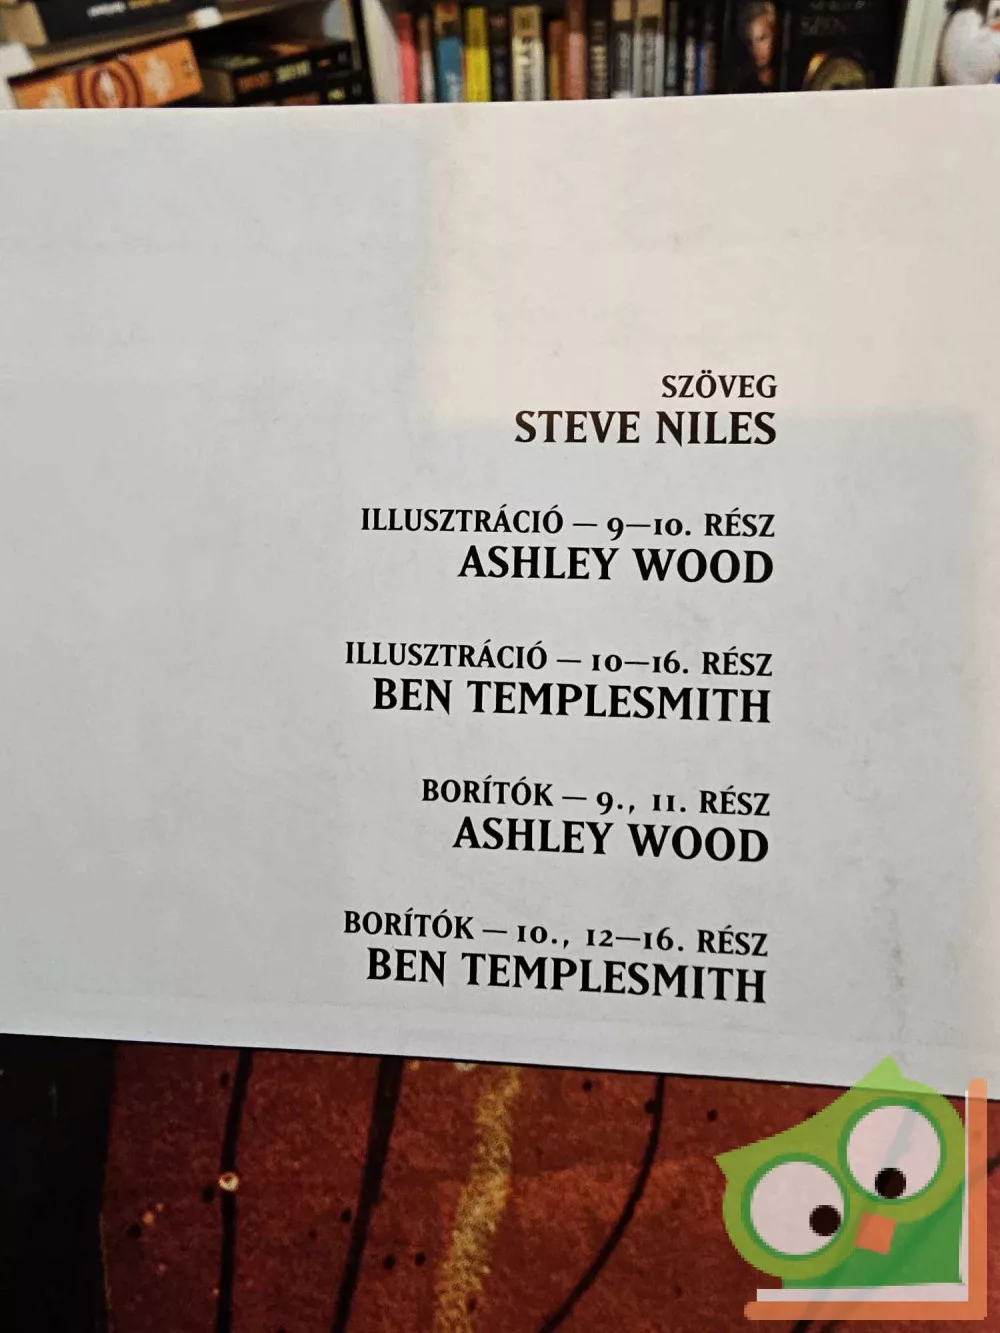 SZÖVEG
STEVE NILES
ILLUSZTRÁCIÓ — 9—10. RÉSZ
ASHLEY WOOD
ILLUSZTRÁCIÓ — 10—16. RÉSZ
BEN TEMPLESMITH
BORÍTÓK — 9., 11. RÉSZ
ASHLEY WOOD
BORÍTÓK — 10., 12—16. RÉSZ
BEN TEMPLESMITH